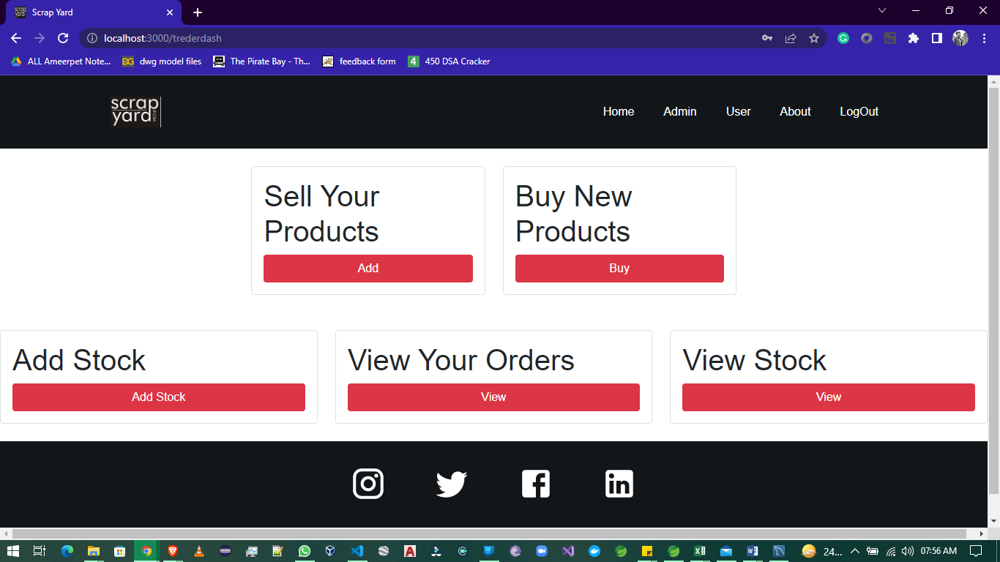 Scrap Yard
localhost:3000/trederdash
ALL Ameerpet Note... dwg model files The Pirate Bay - Th... feedback form 4 450 DSA Cracker
scrap
yard
Home Admin User About LogOut
Sell Your
Products
Add
Buy New
Products
Buy
Add Stock
Add Stock
View Your Orders
View
View Stock
View
24... 07:56 AM